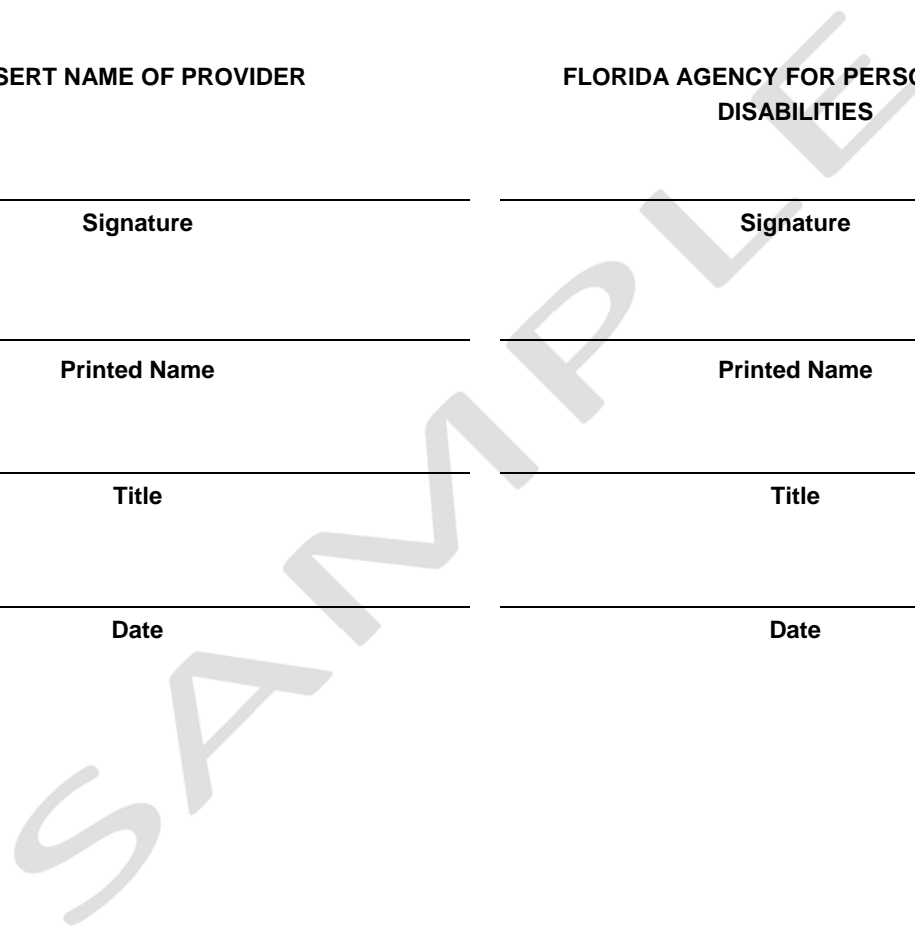 SERT NAME OF PROVIDER
Signature
Printed Name
Title
Date
FLORIDA AGENCY FOR PERSO
DISABILITIES
Signature
Printed Name
Title
Date
SAMPLE